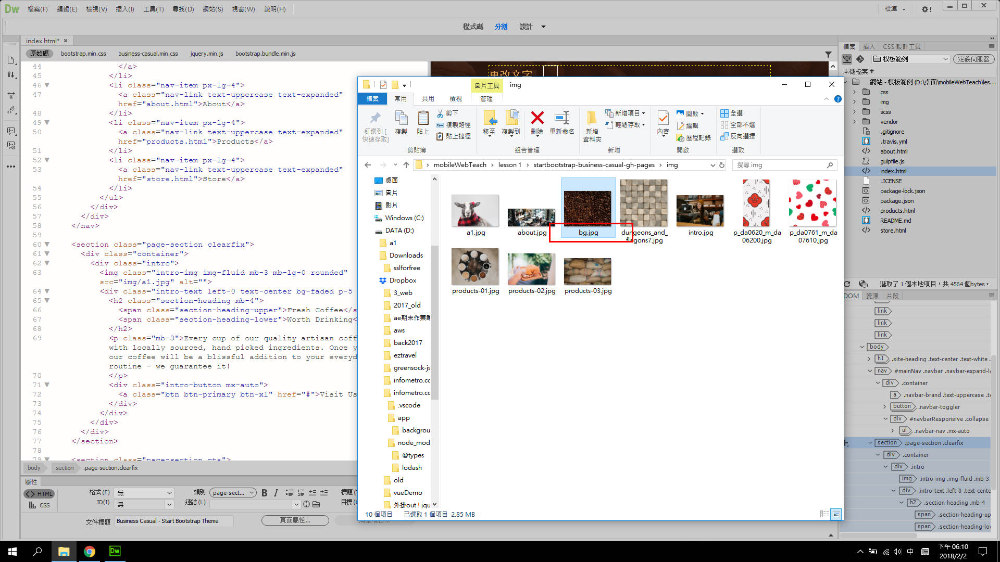 Dw 檔案(F) 編輯(E) 檢視(V) 插入(I) 工具(T) 尋找(D) 網站(S) 視窗(W) 說明(H) 標準
程式碼 分割 設計
index.html*
原始碼 bootstrap.min.css business-casual.min.css jquery.min.js bootstrap.bundle.min.js
44 </a>
45 </li>
46 <li class="nav-item px-lg-4">
47 <a class="nav-link text-uppercase text-expanded"
href="about.html">About</a>
48 </li>
49 <li class="nav-item px-lg-4">
50 <a class="nav-link text-uppercase text-expanded"
href="products.html">Products</a>
51 </li>
52 <li class="nav-item px-lg-4">
53 <a class="nav-link text-uppercase text-expanded"
href="store.html">Store</a>
54 </li>
55 </ul>
56 </div>
57 </div>
58 </nav>
59
60 <section class="page-section clearfix">
61 <div class="container">
62 <div class="intro">
63 <img class="intro-img img-fluid mb-3 mb-lg-0 rounded"
src="img/a1.jpg" alt="">
64 <div class="intro-text left-0 text-center bg-faded p-5
65 <h2 class="section-heading mb-4">
66 <span class="section-heading-upper">Fresh Coffee</s
67 <span class="section-heading-lower">Worth Drinking<
68 </h2>
69 <p class="mb-3">Every cup of our quality artisan coff
with locally sourced, hand picked ingredients. Once y
our coffee will be a blissful addition to your everyd
routine - we guarantee it!
70 </p>
71 <div class="intro-button mx-auto">
72 <a class="btn btn-primary btn-xl" href="#">Visit Us
73 </div>
74 </div>
75 </div>
76 </div>
77 </section>
78
79 <section class="page-section cta">
body section .page-section.clearfix
屬性
HTML 格式(F) 無 類別 page-sect... B I 標題(T
CSS ID(I) 無 連結(L) 目標(
文件標題 Business Casual - Start Bootstrap Theme 頁面屬性...
更改文字
圖片工具 img
檔案 常用 共用 檢視 管理
釘選到 [
快速存取] 複製 貼上 剪下 複製路徑 貼上捷徑
移至 複製到 刪除 重新命名
新增
資料夾 新增項目 輕鬆存取
內容 開啟 編輯 歷程記錄
全選 全部不選 反向選擇
剪貼簿 組合管理 新增 開啟 選取
mobileWebTeach lesson 1 startbootstrap-business-casual-gh-pages img 搜尋 img
桌面
圖片
影片
Windows (C:)
DATA (D:)
a1
Downloads
sslforfree
Dropbox
3_web
2017_old
ae期末作業第
aws
back2017
eztravel
greensock-js
infometro.cc
infometro.cc
.vscode
app
backgrou
node_mod
@types
lodash
old
vueDemo
外掛out ! jqu
a1.jpg about.jpg bg.jpg dungeons_and_
flagons7.jpg intro.jpg p_da0620_m_da
06200.jpg p_da0761_m_da
07610.jpg
products-01.jpg products-02.jpg products-03.jpg
10 個項目 已選取 1 個項目 2.85 MB
檔案 插入 CSS 設計工具
模板範例 定義伺服器
本機檔案
網站 - 模板範例 (D:\桌面\mobileWebTeach\les...
css
img
scss
vendor
.gitignore
.travis.yml
about.html
gulpfile.js
index.html
LICENSE
package-lock.json
package.json
products.html
README.md
store.html
選取了 1 個本地項目，共 4564 個bytes。
DOM 資源 片段
link
link
link
body
h1 .site-heading .text-center .text-white .
nav #mainNav .navbar .navbar-expand-lg
div .container
a .navbar-brand .text-uppercase .te
button .navbar-toggler
div #navbarResponsive .collapse
ul .navbar-nav .mx-auto
section .page-section .clearfix
div .container
div .intro
img .intro-img .img-fluid .mb-3
div .intro-text .left-0 .text-cente
h2 .section-heading .mb-4
span .section-heading-up
span .section-heading-lo
Dw 中 下午 06:10
2018/2/2